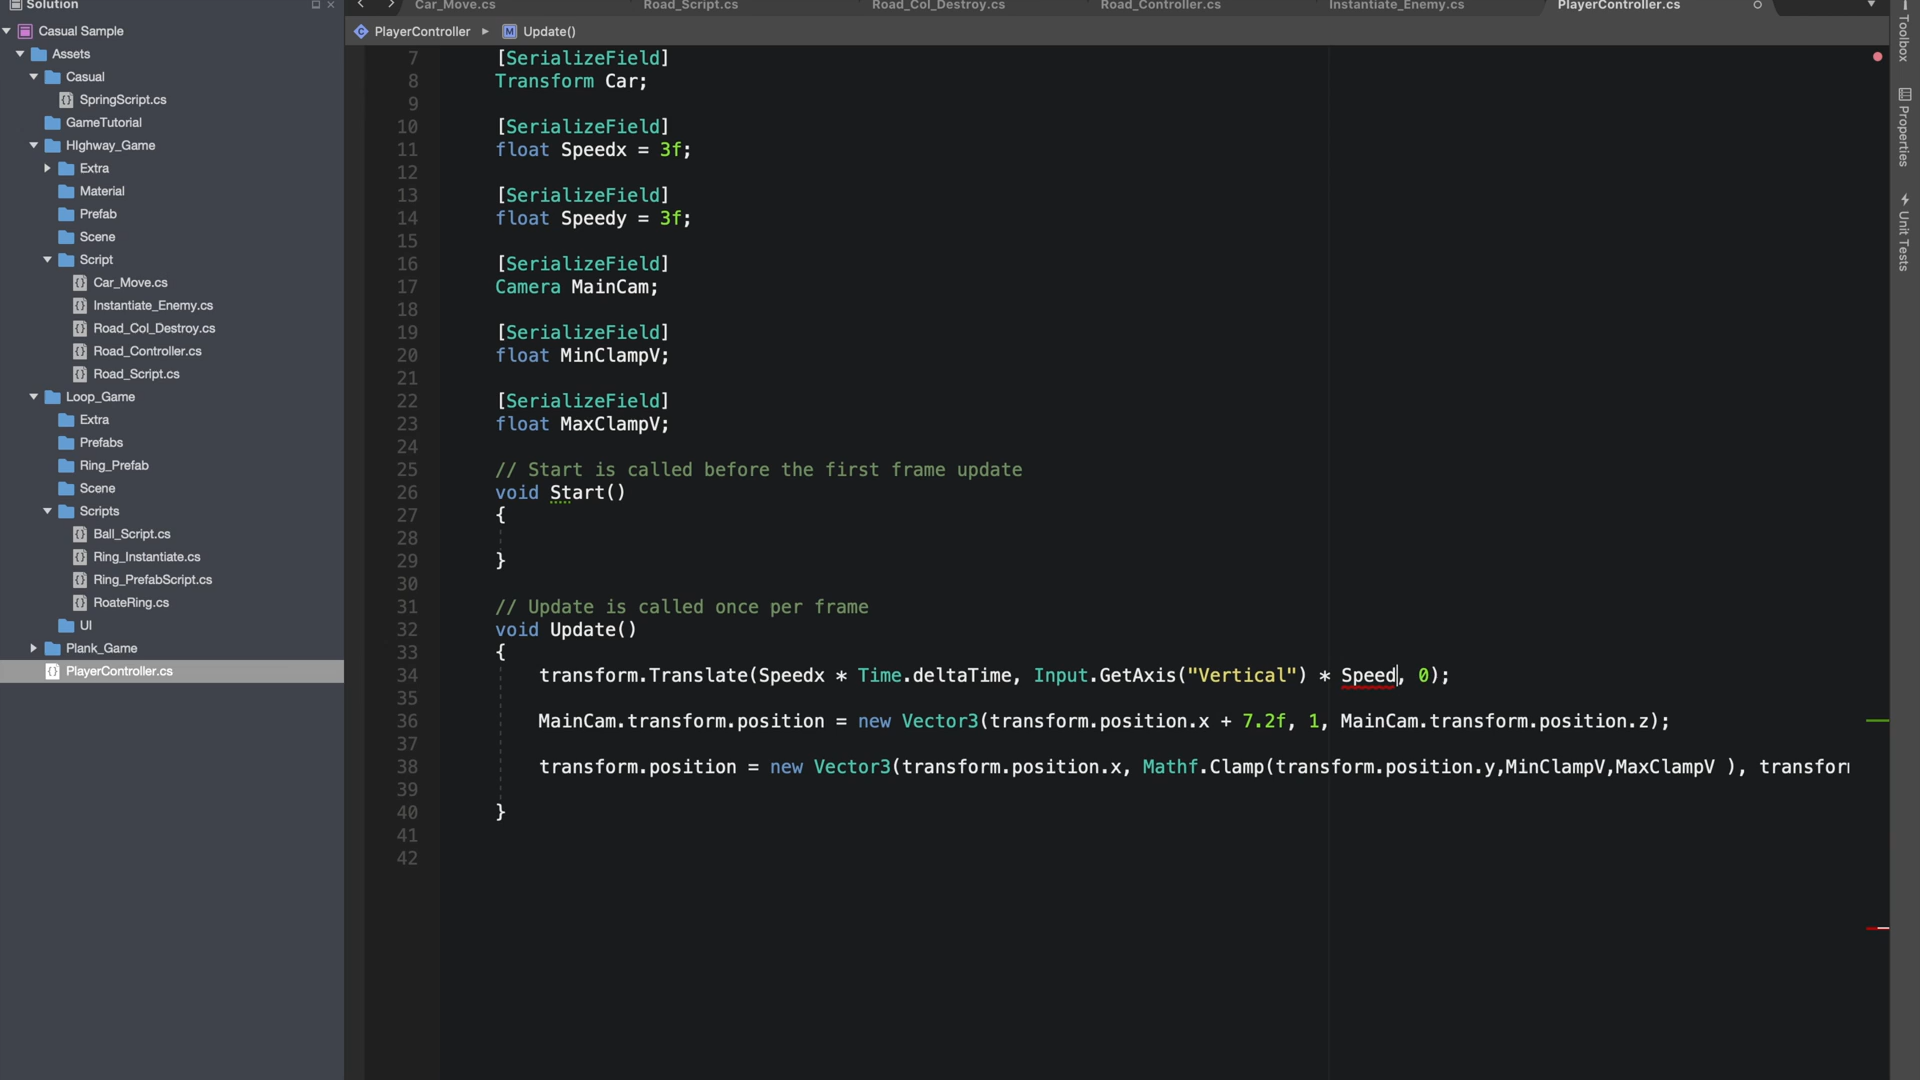 Solution
Casual Sample
Assets
Casual
SpringScript.cs
GameTutorial
HIghway_Game
Extra
Material
Prefab
Scene
Script
Car_Move.cs
Instantiate_Enemy.cs
Road_Col_Destroy.cs
Road_Controller.cs
Road_Script.cs
Loop_Game
Extra
Prefabs
Ring_Prefab
Scene
Scripts
Ball_Script.cs
Ring_Instantiate.cs
Ring_PrefabScript.cs
RoateRing.cs
UI
Plank_Game
PlayerController.cs
Car_Move.cs Road_Script.cs Road_Col_Destroy.cs Road_Controller.cs Instantiate_Enemy.cs PlayerController.cs
PlayerController ▸ M Update()
7 [SerializeField]
8 Transform Car;
9
10 [SerializeField]
11 float Speedx = 3f;
12
13 [SerializeField]
14 float Speedy = 3f;
15
16 [SerializeField]
17 Camera MainCam;
18
19 [SerializeField]
20 float MinClampV;
21
22 [SerializeField]
23 float MaxClampV;
24
25 // Start is called before the first frame update
26 void Start()
27 {
28
29 }
30
31 // Update is called once per frame
32 void Update()
33 {
34 transform.Translate(Speedx * Time.deltaTime, Input.GetAxis("Vertical") * Speed, 0);
35
36 MainCam.transform.position = new Vector3(transform.position.x + 7.2f, 1, MainCam.transform.position.z);
37
38 transform.position = new Vector3(transform.position.x, Mathf.Clamp(transform.position.y,MinClampV,MaxClampV ), transfor
39
40 }
41
42
Toolbox
Properties
Unit Tests